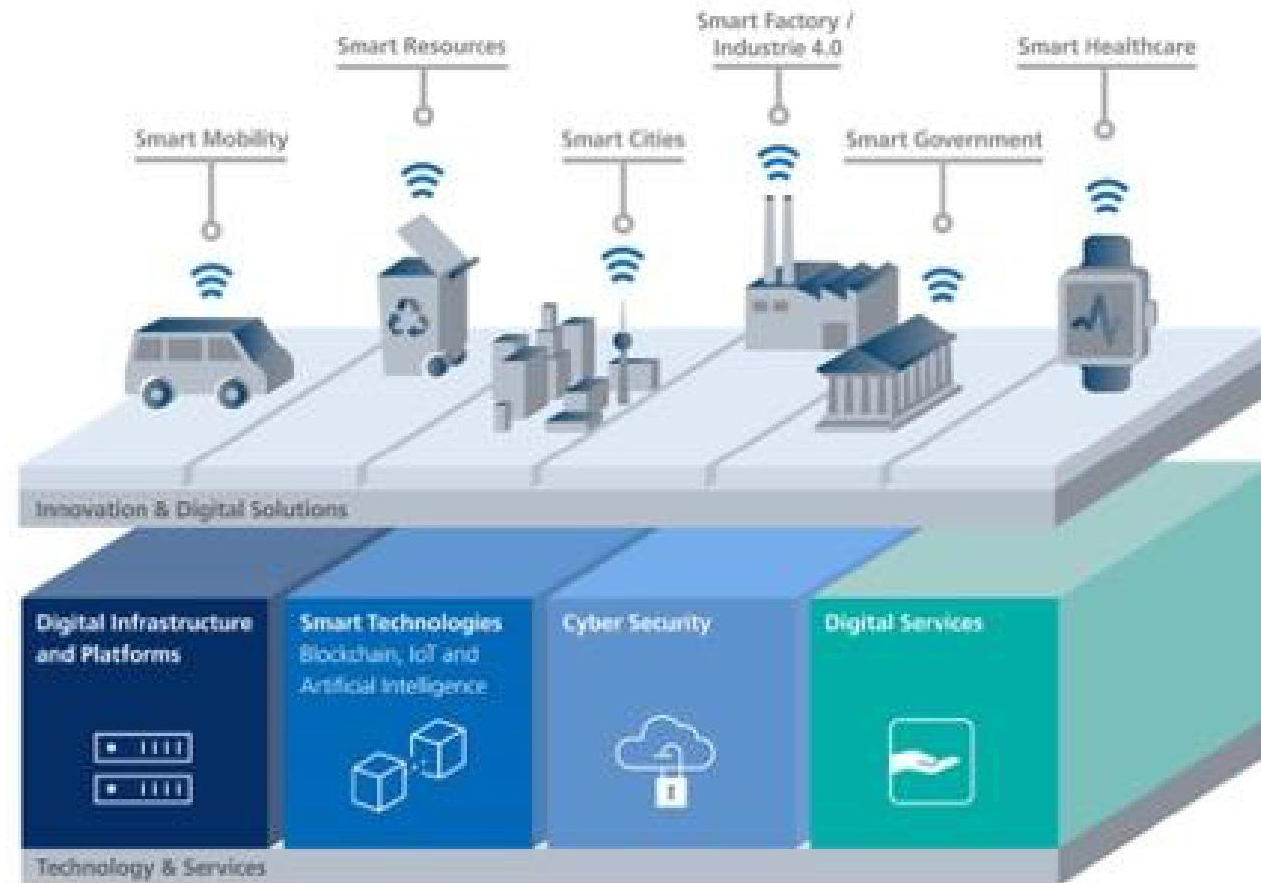 Smart Factory /
Industrie 4.0
Smart Resources
Smart Healthcare
Smart Mobility
Smart Cities
Smart Government
Innovation & Digital Solutions
Digital Infrastructure
and Platforms
Smart Technologies
Blockchain, IoT and
Artificial Intelligence
Cyber Security
Digital Services
Technology & Services